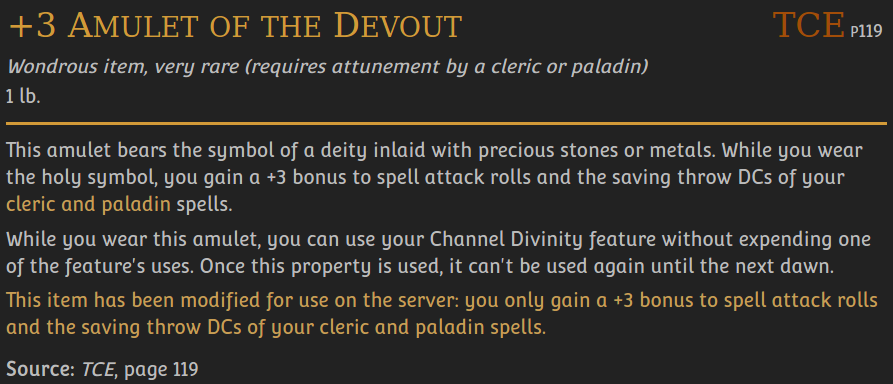 +3 Amulet of the Devout TCE p119
Wondrous item, very rare (requires attunement by a cleric or paladin)
1 lb.
This amulet bears the symbol of a deity inlaid with precious stones or metals. While you wear
the holy symbol, you gain a +3 bonus to spell attack rolls and the saving throw DCs of your
cleric and paladin spells.
While you wear this amulet, you can use your Channel Divinity feature without expending one
of the feature's uses. Once this property is used, it can't be used again until the next dawn.
This item has been modified for use on the server: you only gain a +3 bonus to spell attack rolls
and the saving throw DCs of your cleric and paladin spells.
Source: TCE, page 119